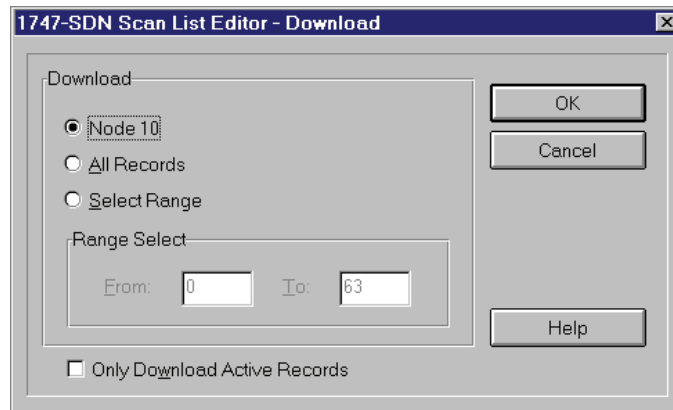 1747-SDN Scan List Editor - Download
Download
Node 10
All Records
Select Range
Range Select
From: 0 To: 63
Only Download Active Records
OK
Cancel
Help